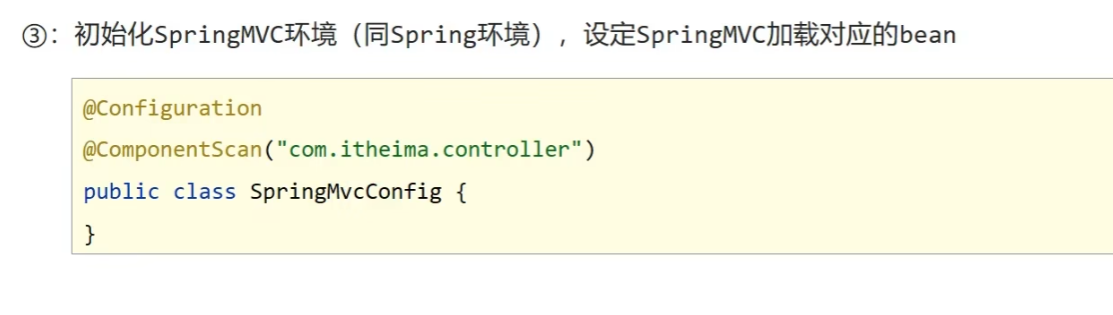 ③：初始化SpringMVC环境（同Spring环境），设定SpringMVC加载对应的bean
@Configuration
@ComponentScan("com.itheima.controller")
public class SpringMvcConfig {
}